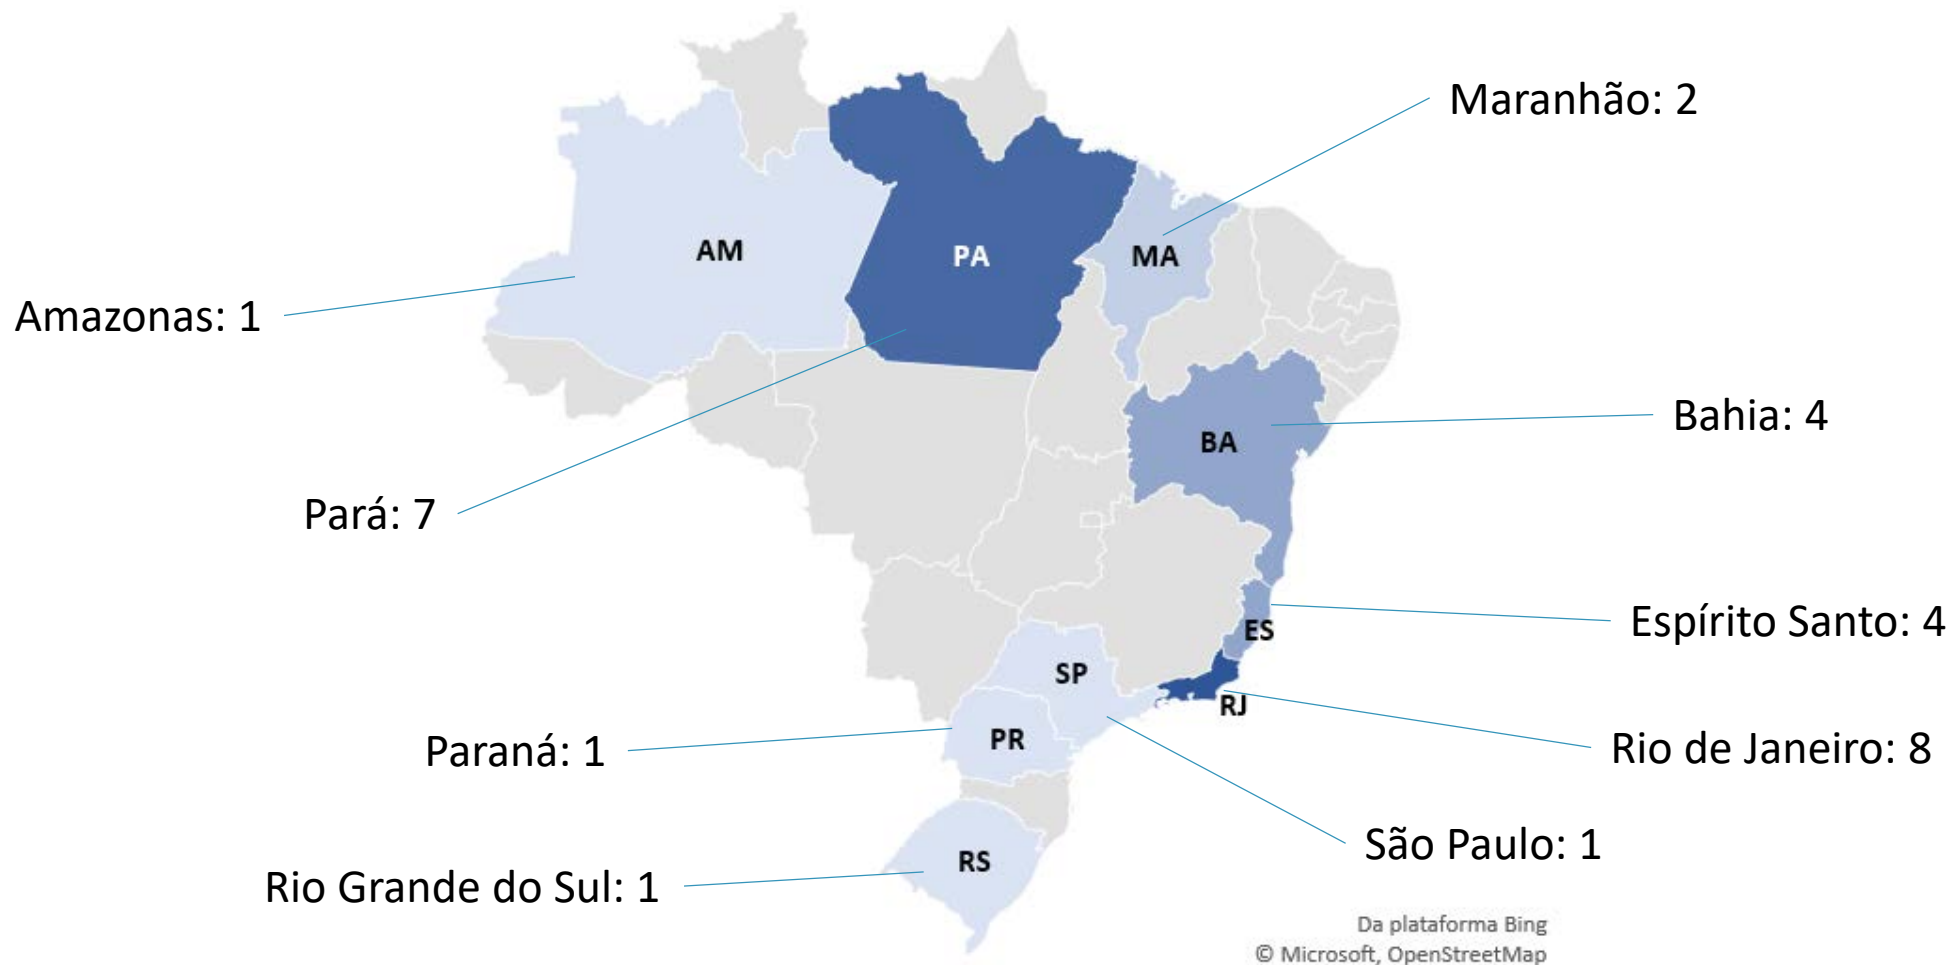 Maranhão: 2
AM
PA
MA
Amazonas: 1
Bahia: 4
BA
Pará: 7
Espírito Santo: 4
ES
SP
RJ
PR
Paraná: 1
Rio de Janeiro: 8
São Paulo: 1
RS
Rio Grande do Sul: 1
Da plataforma Bing
© Microsoft, OpenStreetMap